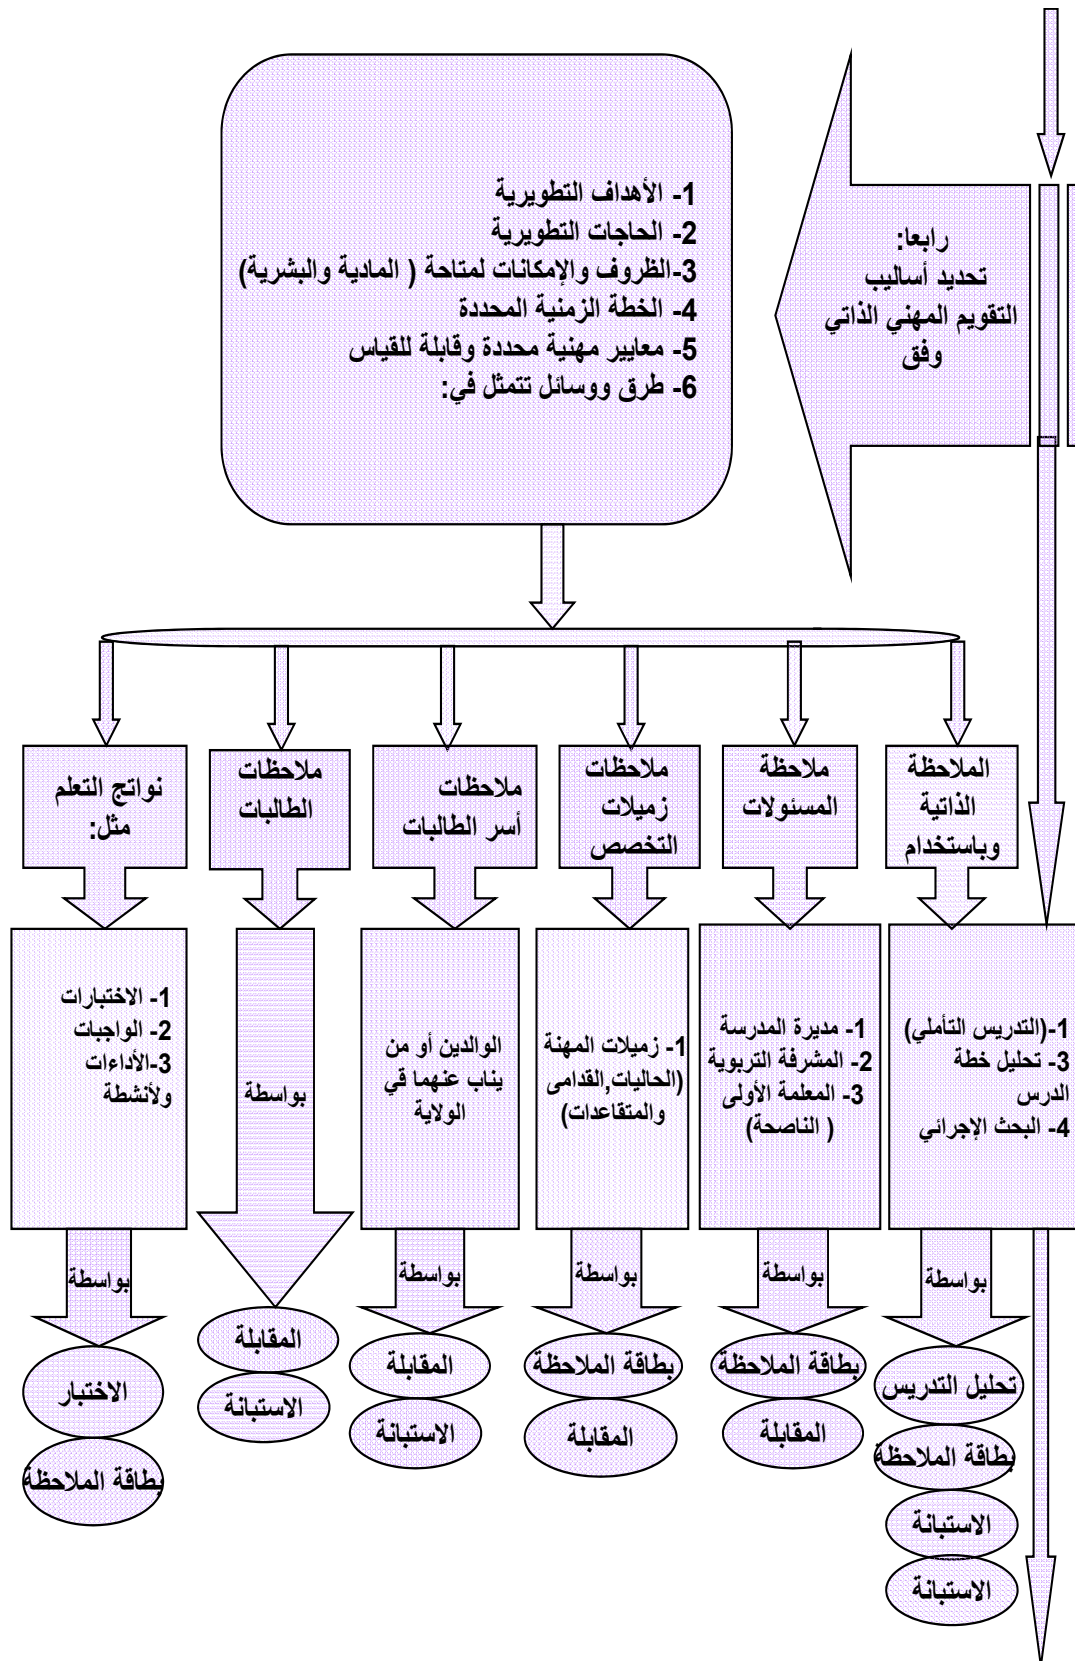 رابعا:
تحديد أساليب
التقويم المهني الذاتي
وفق
1- الأهداف التطويرية
2- الحاجات التطويرية
3-الظروف والإمكانات لمتاحة ( المادية والبشرية)
4- الخطة الزمنية المحددة
5- معايير مهنية محددة وقابلة للقياس
6- طرق ووسائل تتمثل في:
الملاحظة
الذاتية
وباستخدام
ملاحظة
المسئولات
ملاحظات
زميلات
التخصص
ملاحظات
أسر الطالبات
ملاحظات
الطالبات
نواتج التعلم
مثل:
1-(التدريس التأملي)
3- تحليل خطة
الدرس
4- البحث الإجرائي
1- مديرة المدرسة
2- المشرفة التربوية
3- المعلمة الأولى
( الناصحة)
1- زميلات المهنة
(الحاليات,القدامى
والمتقاعدات)
الوالدين أو من
يناب عنهما قي
الولاية
بواسطة
1- الاختبارات
2- الواجبات
3-الأداءات
ولأنشطة
بواسطة
بواسطة
بواسطة
بواسطة
بواسطة
تحليل التدريس
بطاقة الملاحظة
الاستبانة
الاستبانة
بطاقة الملاحظة
المقابلة
بطاقة الملاحظة
المقابلة
المقابلة
الاستبانة
المقابلة
الاستبانة
الاختبار
بطاقة الملاحظة